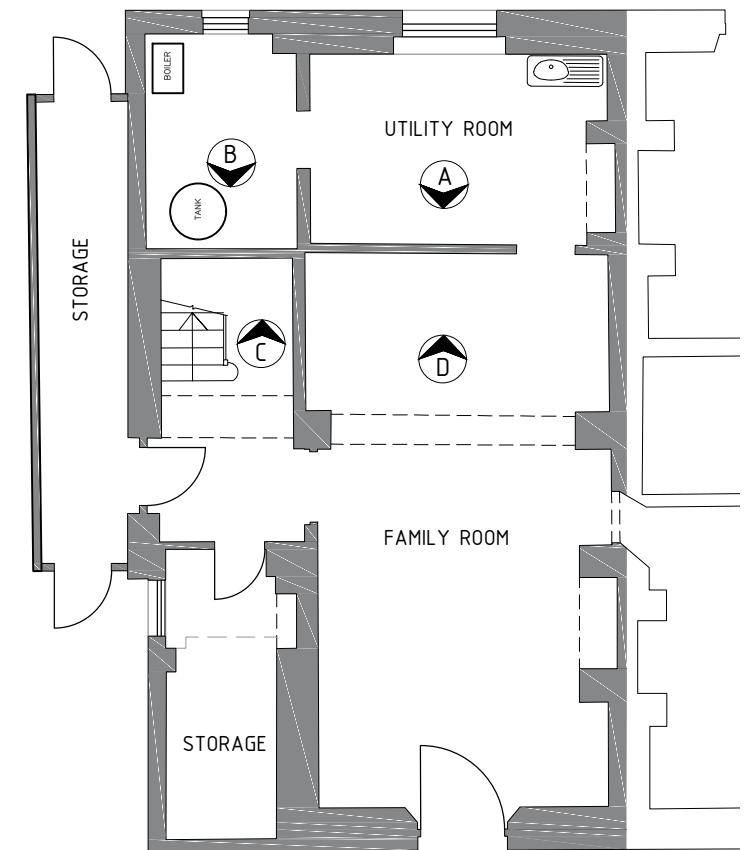 BOILER
UTILITY ROOM
B
A
TANK
STORAGE
C
D
FAMILY ROOM
STORAGE